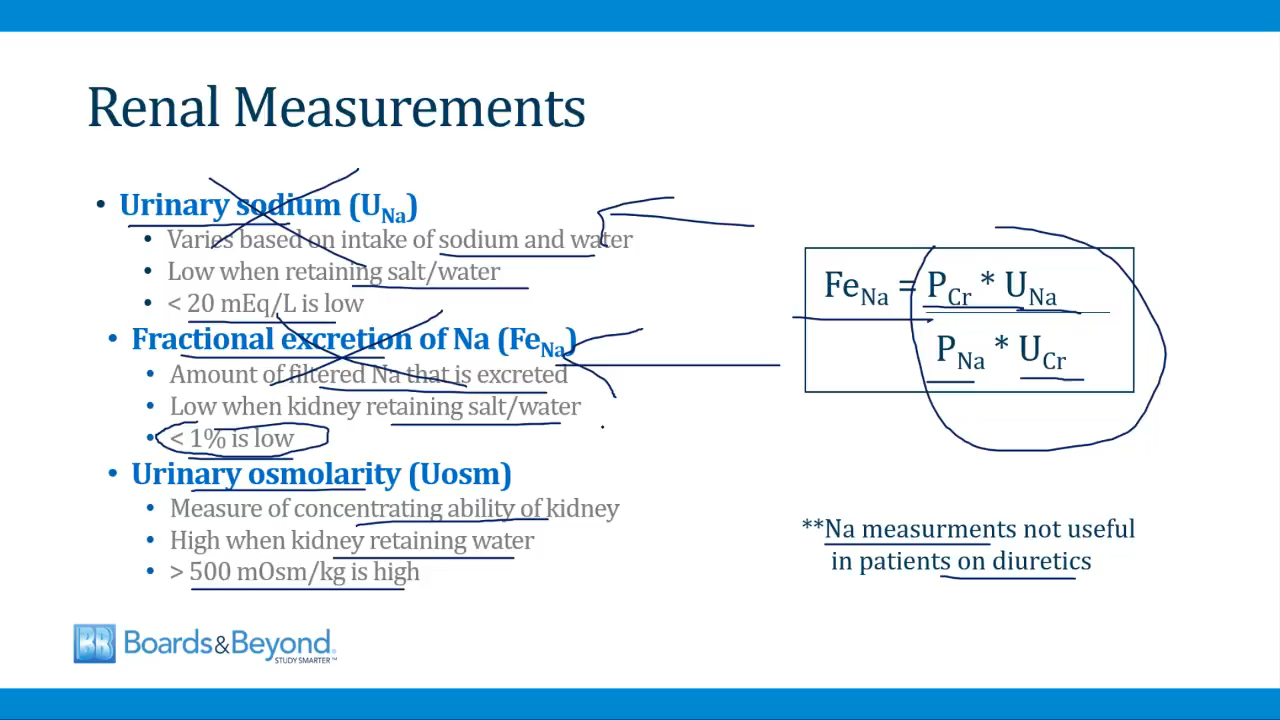 Renal Measurements
• Urinary sodium (UNa)
• Varies based on intake of sodium and water
• Low when retaining salt/water
• < 20 mEq/L is low
• Fractional excretion of Na (FeNa)
• Amount of filtered Na that is excreted
• Low when kidney retaining salt/water
• < 1% is low
• Urinary osmolarity (Uosm)
• Measure of concentrating ability of kidney
• High when kidney retaining water
• > 500 mOsm/kg is high
FeNa = PCr * UNa
PNa * UCr
**Na measurments not useful
in patients on diuretics
BB Boards&Beyond.
STUDY SMARTER™